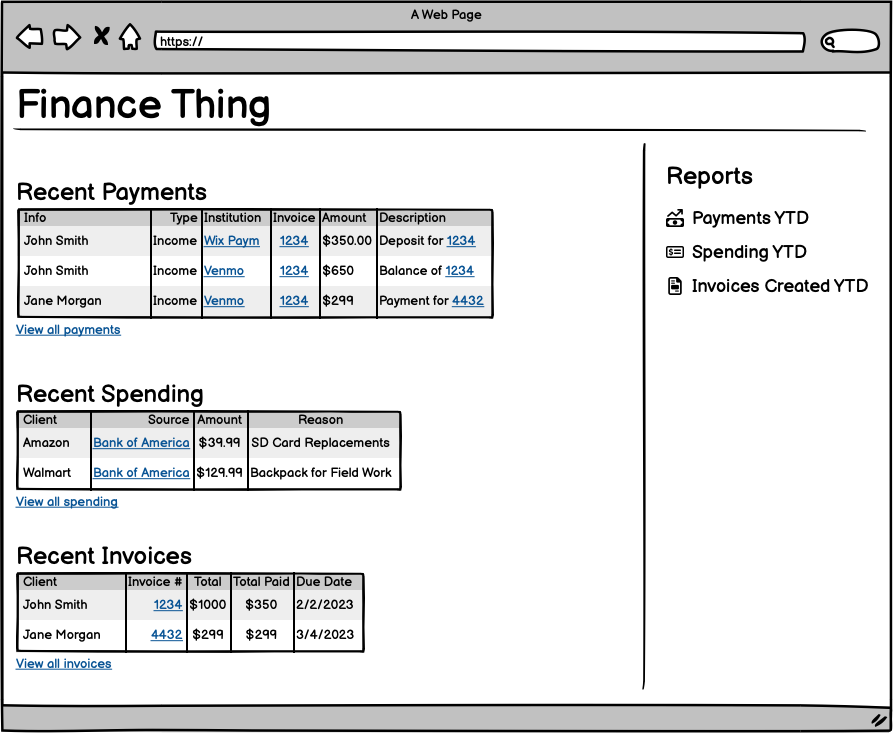 A Web Page
https://
Finance Thing
Recent Payments
Info Type Institution Invoice Amount Description
John Smith Income Wix Paym 1234 $350.00 Deposit for 1234
John Smith Income Venmo 1234 $650 Balance of 1234
Jane Morgan Income Venmo 1234 $299 Payment for 4432
View all payments
Recent Spending
Client Source Amount Reason
Amazon Bank of America $39.99 SD Card Replacements
Walmart Bank of America $129.99 Backpack for Field Work
View all spending
Recent Invoices
Client Invoice # Total Total Paid Due Date
John Smith 1234 $1000 $350 2/2/2023
Jane Morgan 4432 $299 $299 3/4/2023
View all invoices
Reports
Payments YTD
Spending YTD
Invoices Created YTD